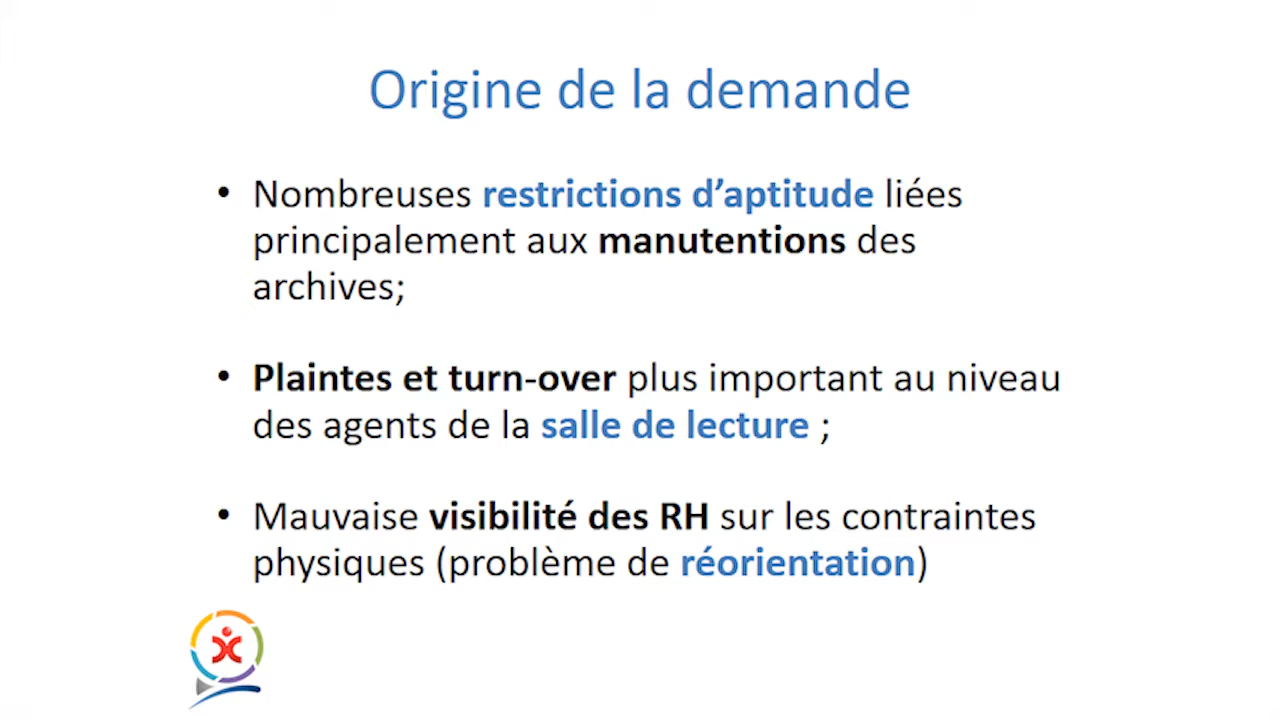 Origine de la demande
• Nombreuses restrictions d’aptitude liées
principalement aux manutentions des
archives;
• Plaintes et turn-over plus important au niveau
des agents de la salle de lecture ;
• Mauvaise visibilité des RH sur les contraintes
physiques (problème de réorientation)